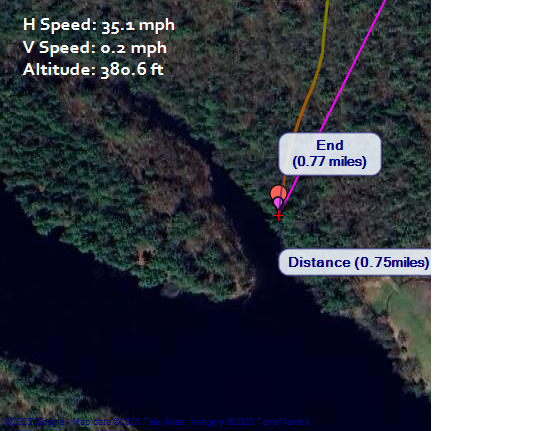 H Speed: 35.1 mph
V Speed: 0.2 mph
Altitude: 380.6 ft
End
(0.77 miles)
Distance (0.75miles)